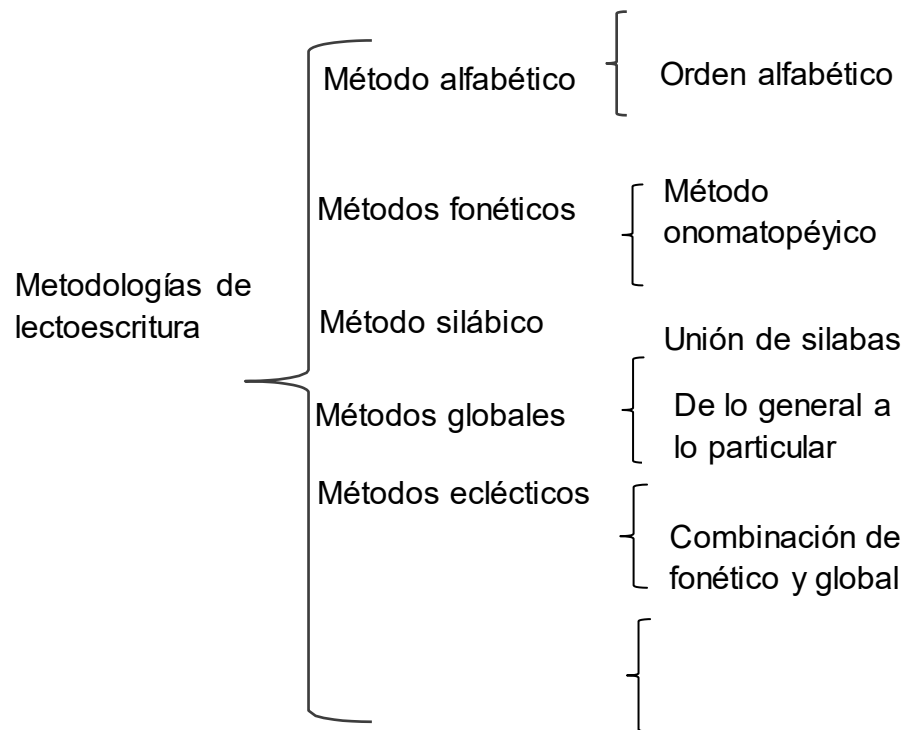 Metodologías de
lectoescritura
Método alfabético
Orden alfabético
Métodos fonéticos
Método
onomatopéyico
Método silábico
Unión de silabas
Métodos globales
De lo general a
lo particular
Métodos eclécticos
Combinación de
fonético y global